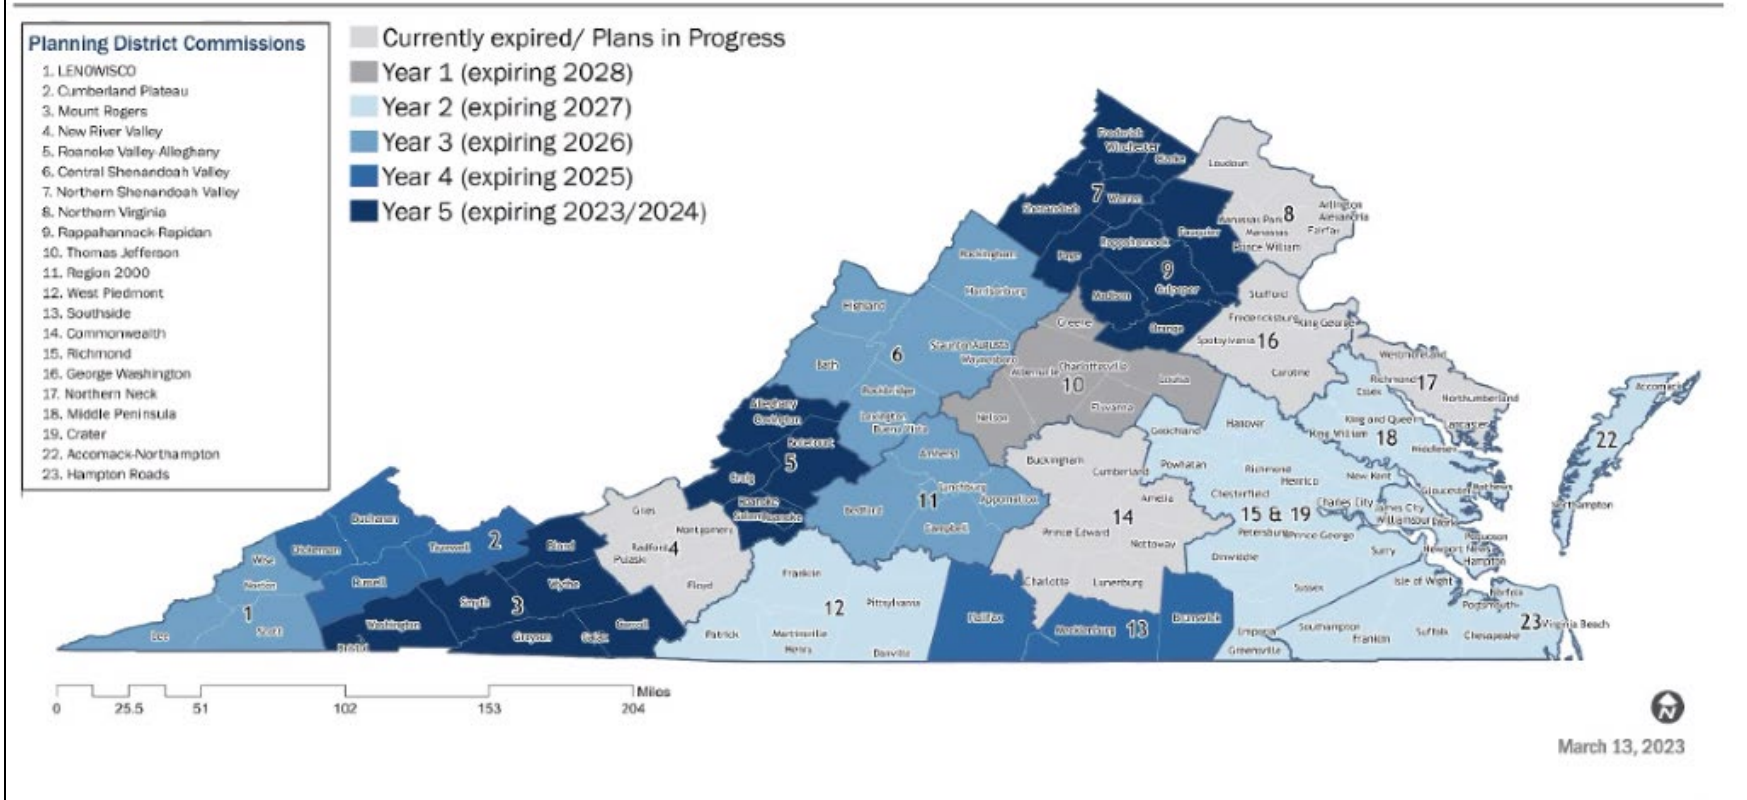 Planning District Commissions
1. LENOWISCO
2. Cumberland Plateau
3. Mount Rogers
4. New River Valley
5. Roanoke Valley-Alleghany
6. Central Shenandoah Valley
7. Northern Shenandoah Valley
8. Northern Virginia
9. Rappahannock-Rapidan
10. Thomas Jefferson
11. Region 2000
12. West Piedmont
13. Southside
14. Commonwealth
15. Richmond
16. George Washington
17. Northern Neck
18. Middle Peninsula
19. Crater
22. Accomack-Northampton
23. Hampton Roads
Currently expired/ Plans in Progress
Year 1 (expiring 2028)
Year 2 (expiring 2027)
Year 3 (expiring 2026)
Year 4 (expiring 2025)
Year 5 (expiring 2023/2024)
Frederick
Winchester
Clarke
Loudoun
7
Warren
Shenandoah
8
Arlington
Alexandria
Manassas Park
Fairfax
Manassas
Fauquier
Prince William
Rappahannock
Page
9
Culpeper
Madison
Orange
Rockingham
Harrisonburg
Highland
Stafford
Fredericksburg
King George
Spotsylvania
16
Caroline
Greene
6
Staunton
Augusta
Waynesboro
Bath
Rockbridge
Lexington
Buena Vista
Albemarle
Charlottesville
10
Louisa
Fluvanna
Nelson
Westmoreland
Richmond
17
Essex
Northumberland
Lancaster
Accomack
22
Northampton
King and Queen
King William
18
Middlesex
Mathews
Gloucester
Alleghany
Covington
Botetourt
5
Craig
Roanoke
Salem
Roanoke
Amherst
Lynchburg
11
Appomattox
Bedford
Campbell
Goochland
Hanover
Powhatan
Richmond
Henrico
New Kent
Chesterfield
Charles City
James City
Williamsburg
York
15 & 19
Petersburg
Prince George
Poquoson
Newport News
Hampton
Dinwiddie
Surry
Sussex
Isle of Wight
Norfolk
Portsmouth
23
Virginia Beach
Emporia
Southampton
Franklin
Suffolk
Chesapeake
Greensville
Buckingham
Cumberland
Amelia
14
Prince Edward
Nottoway
Charlotte
Lunenburg
Giles
Montgomery
Radford
4
Pulaski
Floyd
Buchanan
Dickenson
Tazewell
2
Russell
Bland
Wise
Norton
1
Lee
Scott
Smyth
3
Wythe
Washington
Grayson
Galax
Carroll
Bristol
Franklin
12
Pittsylvania
Patrick
Martinsville
Henry
Danville
Halifax
Mecklenburg
13
Brunswick
Miles
0
25.5
51
102
153
204
N
March 13, 2023